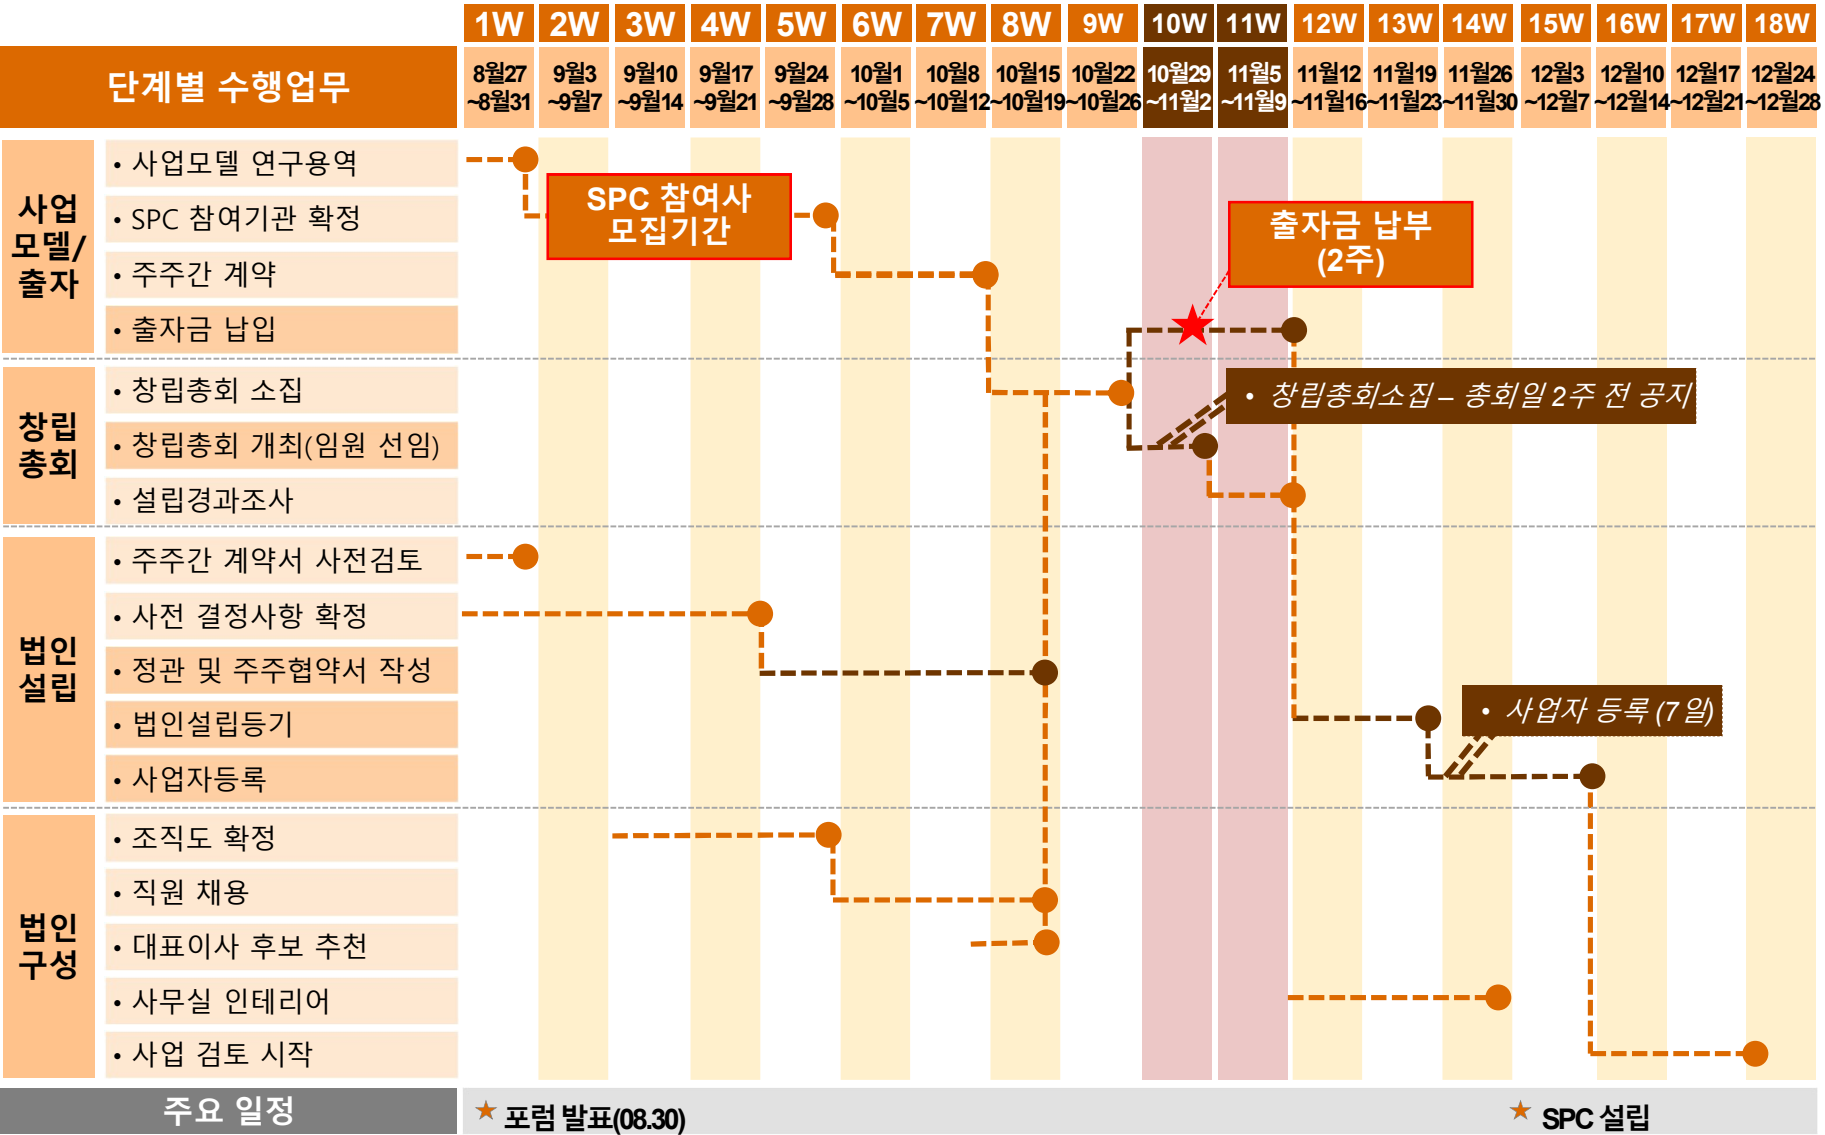 1W 2W 3W 4W 5W 6W 7W 8W 9W 10W 11W 12W 13W 14W 15W 16W 17W 18W
단계별 수행업무
8월27 9월3 9월10 9월17 9월24 10월1 10월8 10월15 10월22 10월29 11월5 11월12 11월19 11월26 12월3 12월10 12월17 12월24
~8월31 ~9월7 ~9월14 ~9월21 ~9월28 ~10월5 ~10월12 ~10월19 ~10월26 ~11월2 ~11월9 ~11월16 ~11월23 ~11월30 ~12월7 ~12월14 ~12월21 ~12월28
사업
모델/
출자
• 사업모델 연구용역
• SPC 참여기관 확정
• 주주간 계약
• 출자금 납입
SPC 참여사
모집기간
출자금 납부
(2주)
창립
총회
• 창립총회 소집
• 창립총회 개최(임원 선임)
• 설립경과조사
• 창립총회소집 – 총회일 2주 전 공지
법인
설립
• 주주간 계약서 사전검토
• 사전 결정사항 확정
• 정관 및 주주협약서 작성
• 법인설립등기
• 사업자등록
• 사업자 등록 (7일)
법인
구성
• 조직도 확정
• 직원 채용
• 대표이사 후보 추천
• 사무실 인테리어
• 사업 검토 시작
주요 일정
★ 포럼 발표(08.30)
★ SPC 설립